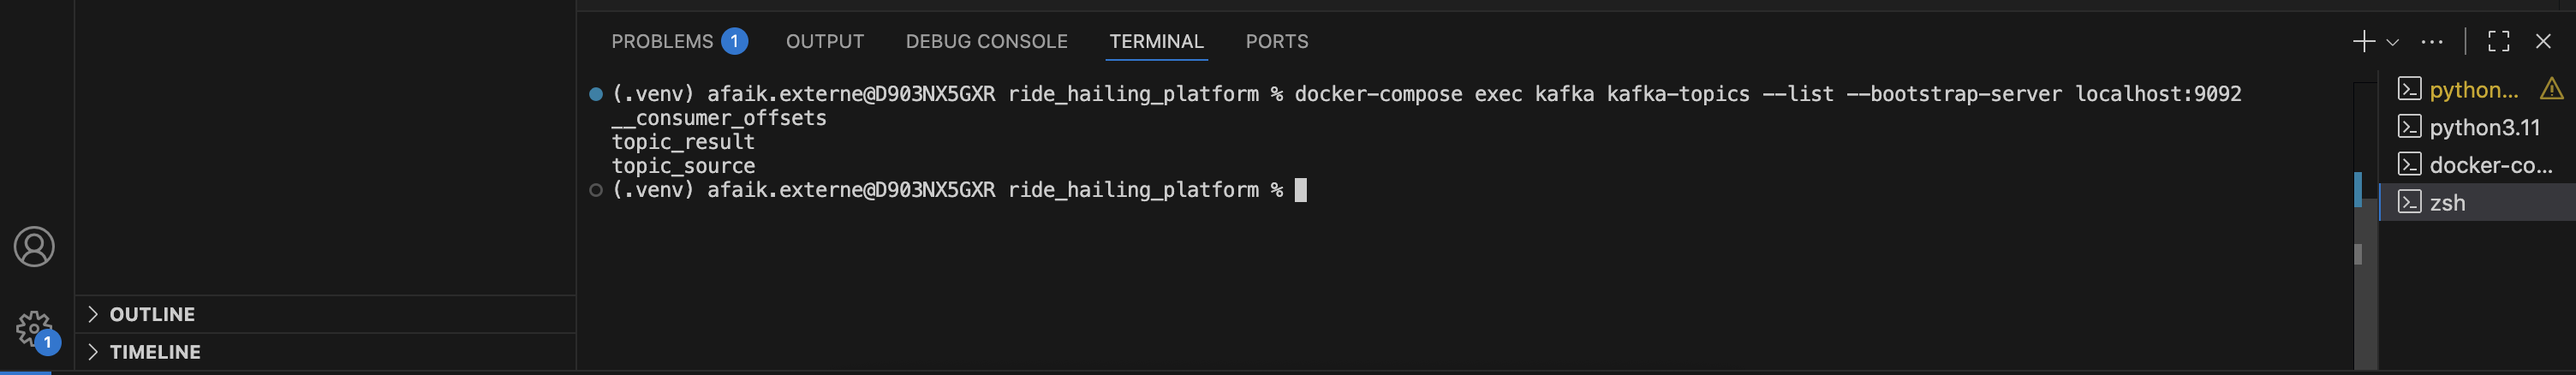 PROBLEMS 1 OUTPUT DEBUG CONSOLE TERMINAL PORTS
(.venv) afaik.externe@D903NX5GXR ride_hailing_platform % docker-compose exec kafka kafka-topics --list --bootstrap-server localhost:9092
__consumer_offsets
topic_result
topic_source
(.venv) afaik.externe@D903NX5GXR ride_hailing_platform %
python...
python3.11
docker-co...
zsh
OUTLINE
1
TIMELINE